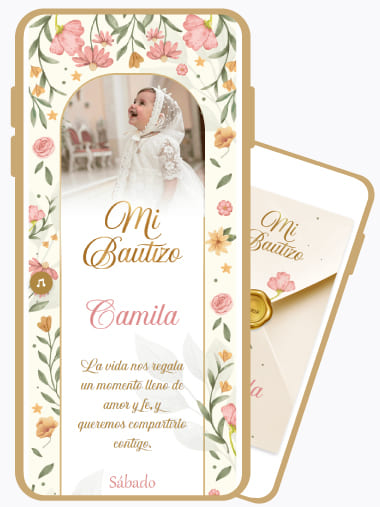 Mi
Bautizo
Camila
La vida nos regala
un momento lleno de
amor y fe, y
queremos compartirlo
contigo.
Sábado
Mi
Bautizo